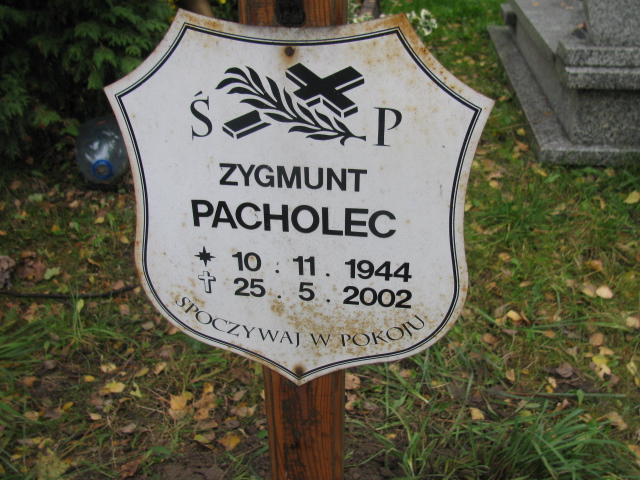 Ś P
ZYGMUNT
PACHOLEC
10 . 11 . 1944
25 . 5 . 2002
SPOCZYWAJ W POKOJU